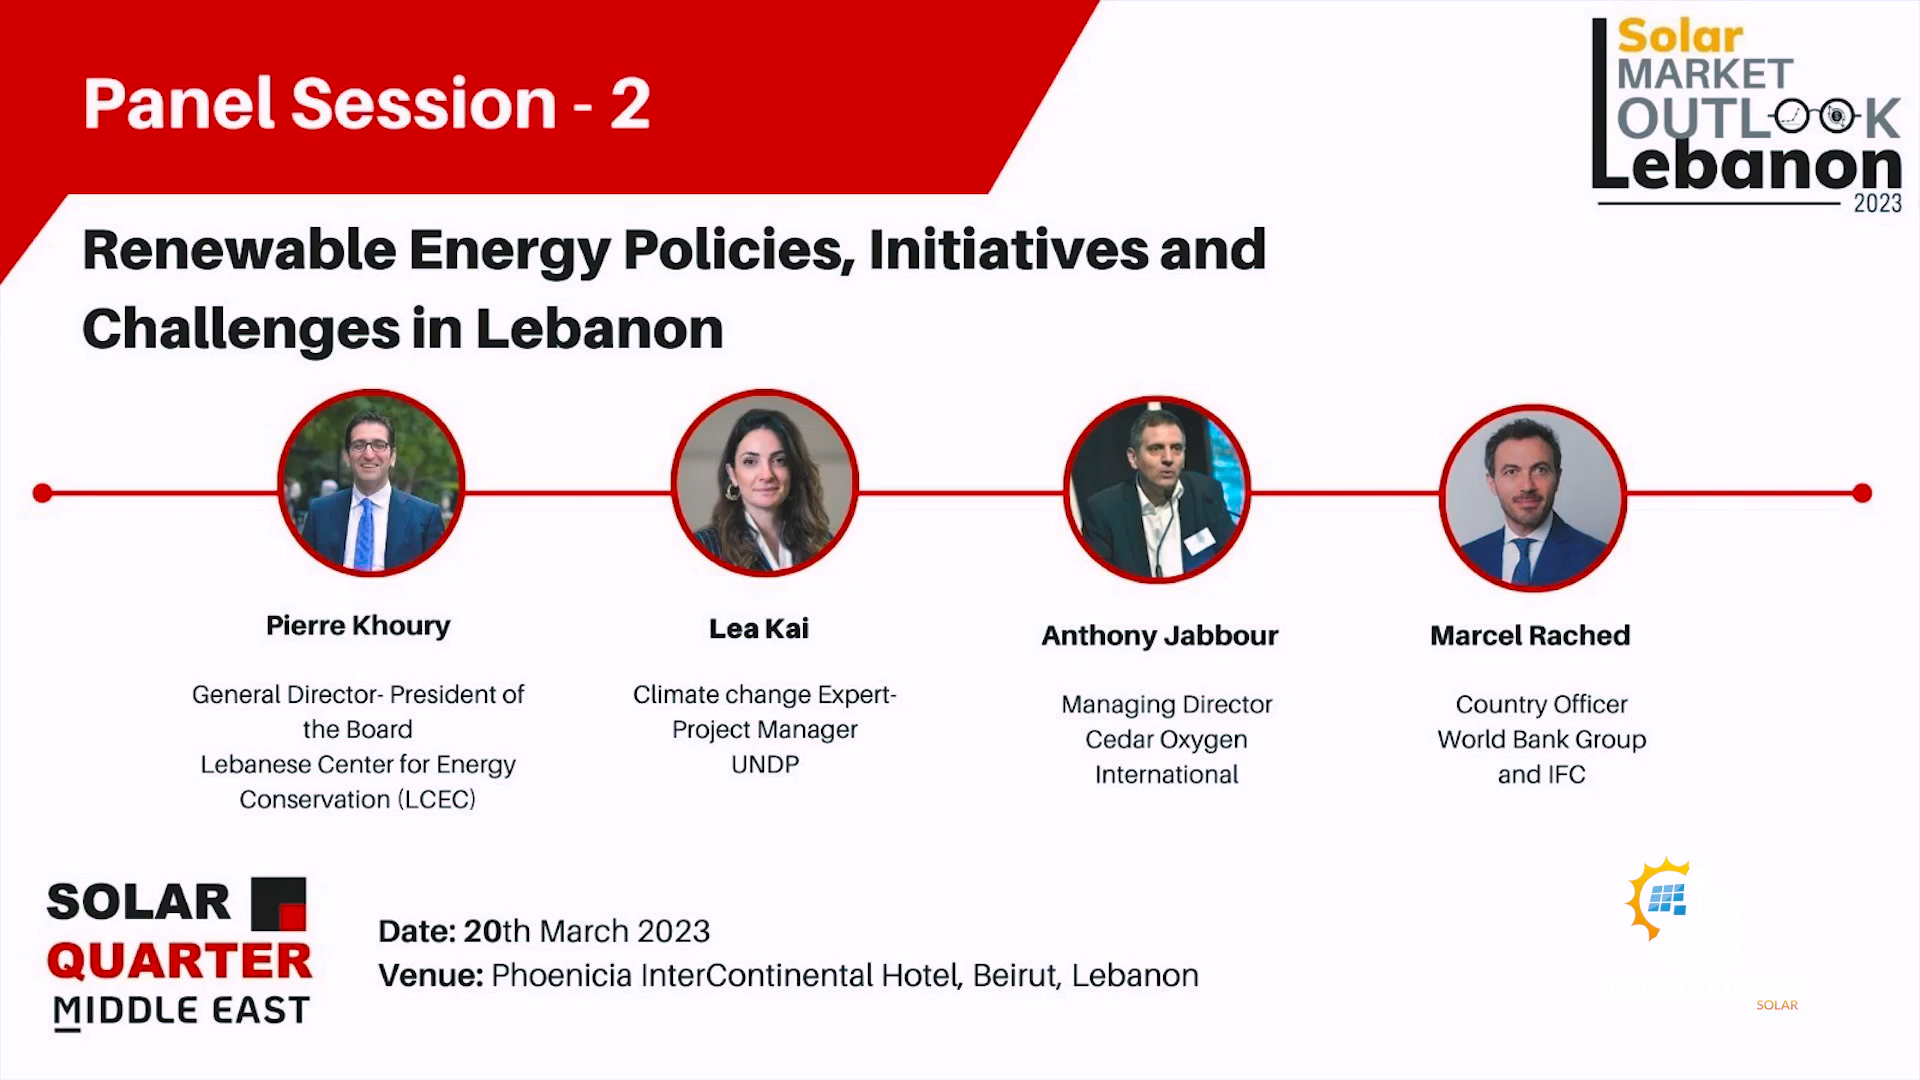 Panel Session - 2
Solar
MARKET
OUTLOOK
Lebanon
2023
Renewable Energy Policies, Initiatives and
Challenges in Lebanon
Pierre Khoury
General Director- President of
the Board
Lebanese Center for Energy
Conservation (LCEC)
Lea Kai
Climate change Expert-
Project Manager
UNDP
Anthony Jabbour
Managing Director
Cedar Oxygen
International
Marcel Rached
Country Officer
World Bank Group
and IFC
SOLAR
QUARTER
MIDDLE EAST
Date: 20th March 2023
Venue: Phoenicia InterContinental Hotel, Beirut, Lebanon
SOLAR